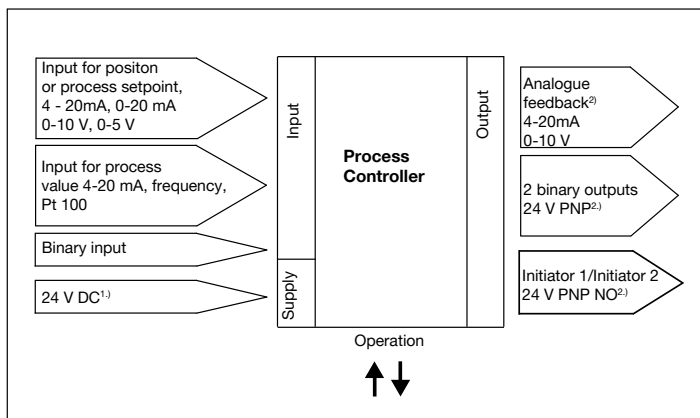 Input for positon
or process setpoint,
4 - 20mA, 0-20 mA
0-10 V, 0-5 V
Input for process
value 4-20 mA, frequency,
Pt 100
Binary input
24 V DC1.)
Input
Supply
Process
Controller
Output
Analogue
feedback2)
4-20mA
0-10 V
2 binary outputs
24 V PNP2.)
Initiator 1/Initiator 2
24 V PNP NO2.)
Operation